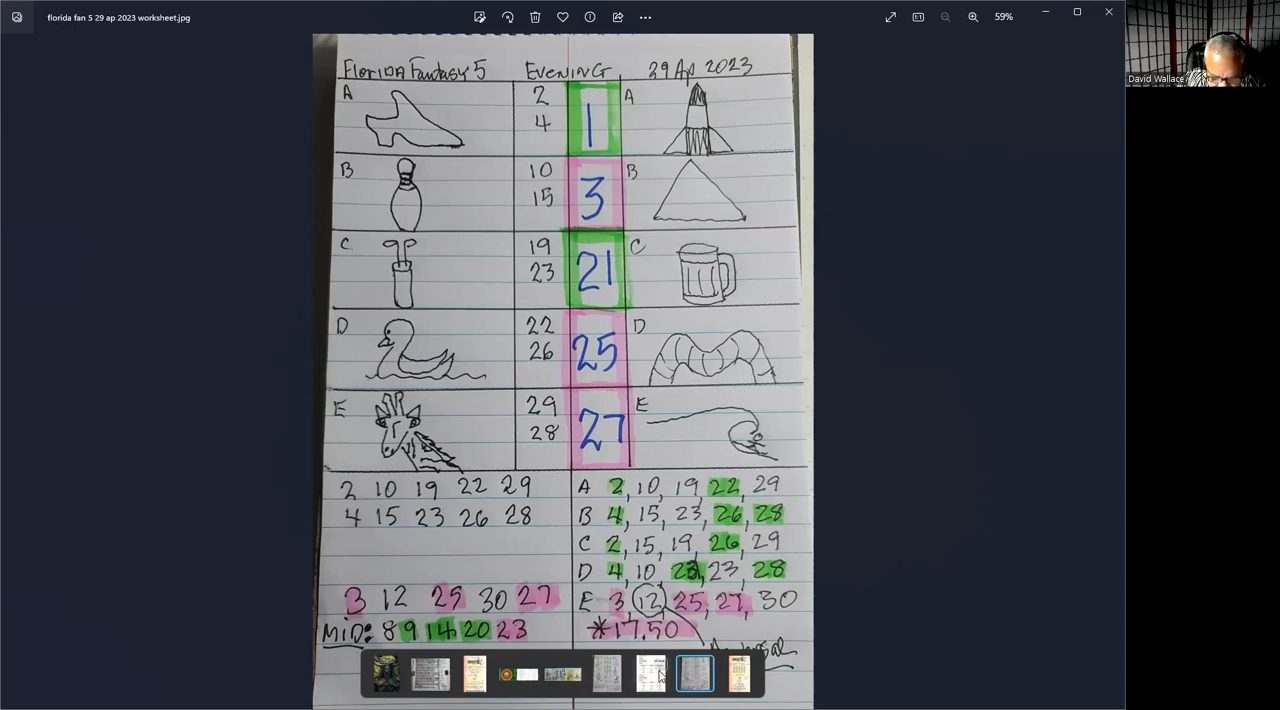 florida fan 5 29 ap 2023 worksheet.jpg
59%
David Wallace
Florida Fantasy 5 EVENING 29 Ap 2023
A 2 1 A
4
B 10 3 B
15
C 19 21 C
23
D 22 25 D
26
E 29 27 E
28
2 10 19 22 29 A 2, 10, 19, 22, 29
4 15 23 26 28 B 4, 15, 23, 26, 28
C 2, 15, 19, 26, 29
D 4, 10, 23, 28
3 12 25 30 27 E 3, 12, 25, 27, 30
MID: 8 9 14 20 23 *17.50